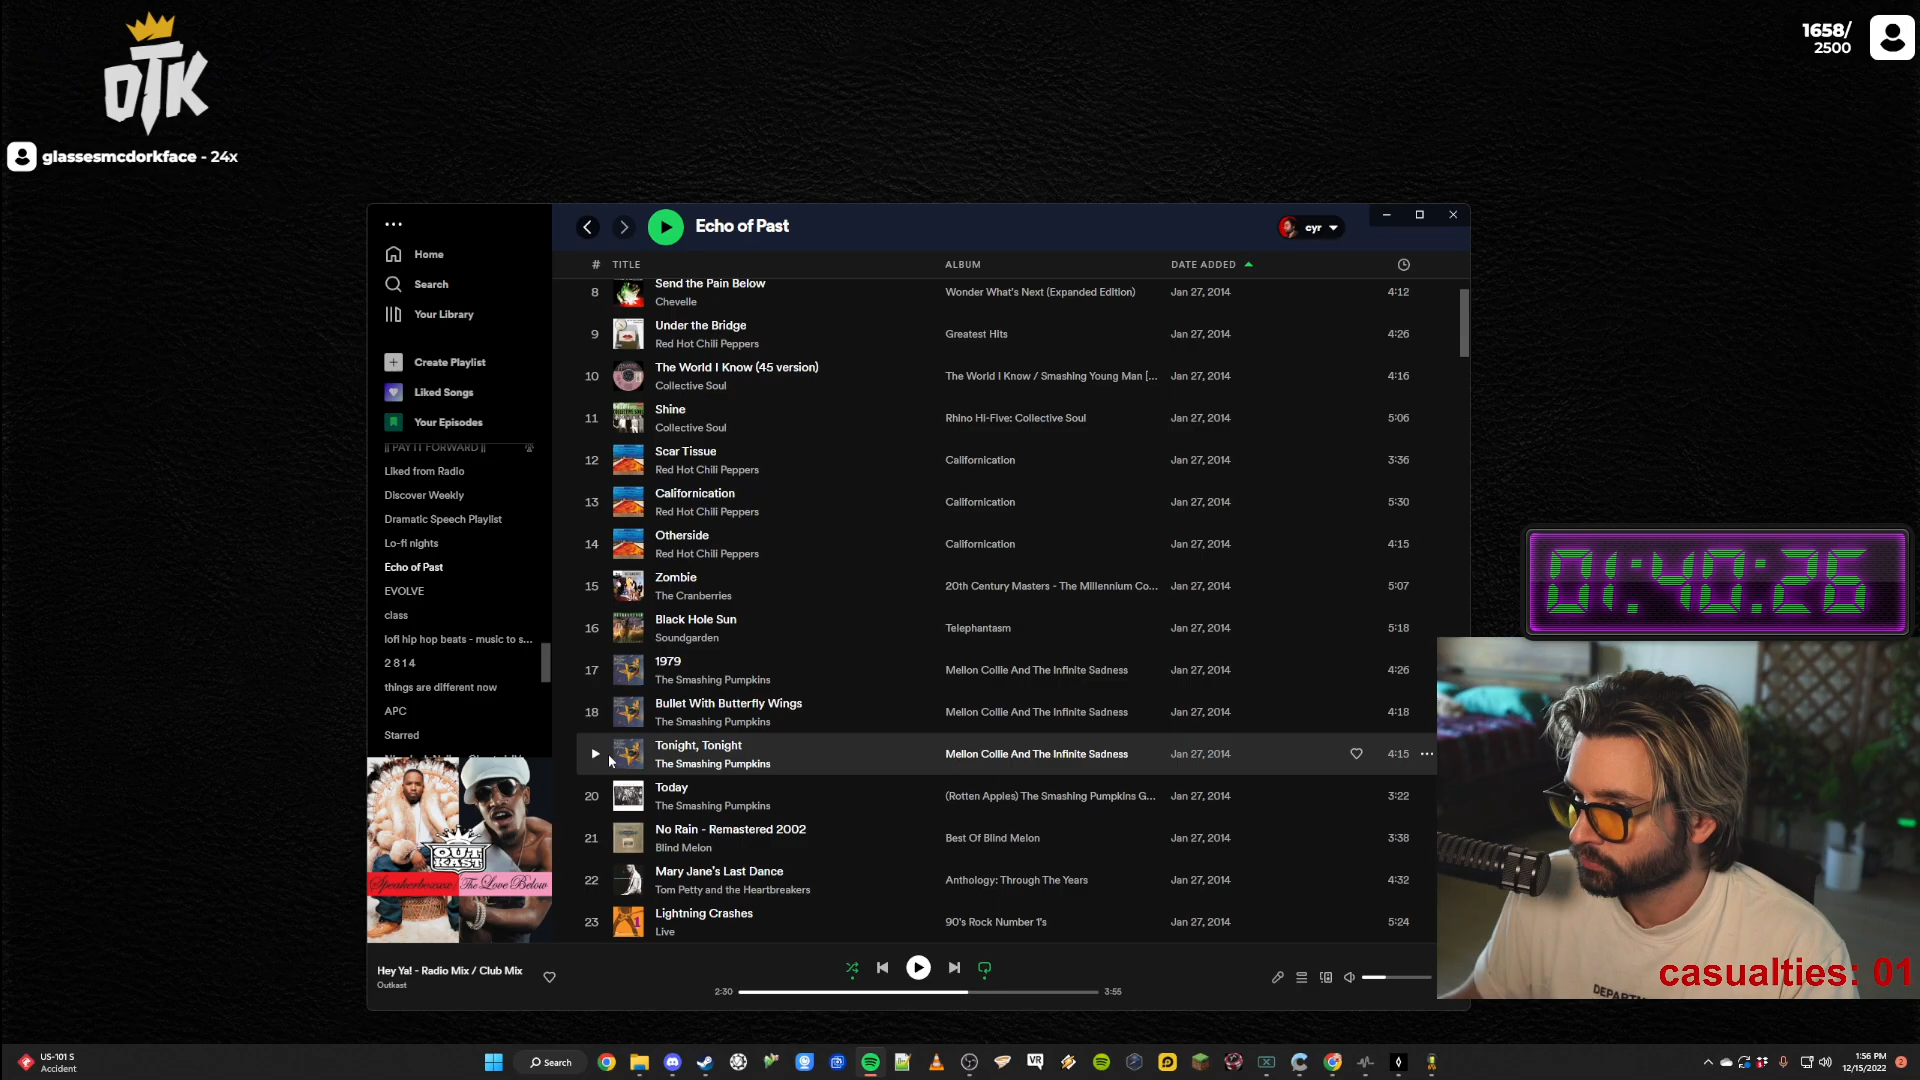 OTK
1658/
2500
glassesmcdorkface - 24x
Echo of Past
cyr
Home
Search
Your Library
Create Playlist
Liked Songs
Your Episodes
|| PAY IT FORWARD ||
Liked from Radio
Discover Weekly
Dramatic Speech Playlist
Lo-fi nights
Echo of Past
EVOLVE
class
lofi hip hop beats - music to s...
2 8 1 4
things are different now
APC
Starred
# TITLE ALBUM DATE ADDED
8 Send the Pain Below Wonder What's Next (Expanded Edition) Jan 27, 2014 4:12
Chevelle
9 Under the Bridge Greatest Hits Jan 27, 2014 4:26
Red Hot Chili Peppers
10 The World I Know (45 version) The World I Know / Smashing Young Man [... Jan 27, 2014 4:16
Collective Soul
11 Shine Rhino Hi-Five: Collective Soul Jan 27, 2014 5:06
Collective Soul
12 Scar Tissue Californication Jan 27, 2014 3:36
Red Hot Chili Peppers
13 Californication Californication Jan 27, 2014 5:30
Red Hot Chili Peppers
14 Otherside Californication Jan 27, 2014 4:15
Red Hot Chili Peppers
15 Zombie 20th Century Masters - The Millennium Co... Jan 27, 2014 5:07
The Cranberries
16 Black Hole Sun Telephantasm Jan 27, 2014 5:18
Soundgarden
17 1979 Mellon Collie And The Infinite Sadness Jan 27, 2014 4:26
The Smashing Pumpkins
18 Bullet With Butterfly Wings Mellon Collie And The Infinite Sadness Jan 27, 2014 4:18
The Smashing Pumpkins
Tonight, Tonight Mellon Collie And The Infinite Sadness Jan 27, 2014 4:15
The Smashing Pumpkins
20 Today (Rotten Apples) The Smashing Pumpkins G... Jan 27, 2014 3:22
The Smashing Pumpkins
21 No Rain - Remastered 2002 Best Of Blind Melon Jan 27, 2014 3:38
Blind Melon
22 Mary Jane's Last Dance Anthology: Through The Years Jan 27, 2014 4:32
Tom Petty and the Heartbreakers
23 Lightning Crashes 90's Rock Number 1's Jan 27, 2014 5:24
Live
OUTKAST
Speakerboxxx The Love Below
Hey Ya! - Radio Mix / Club Mix
Outkast
2:30 3:55
01:40:26
DEPARTM
casualties: 01
US-101 S
Accident
Search
VR
1:56 PM
12/15/2022
2